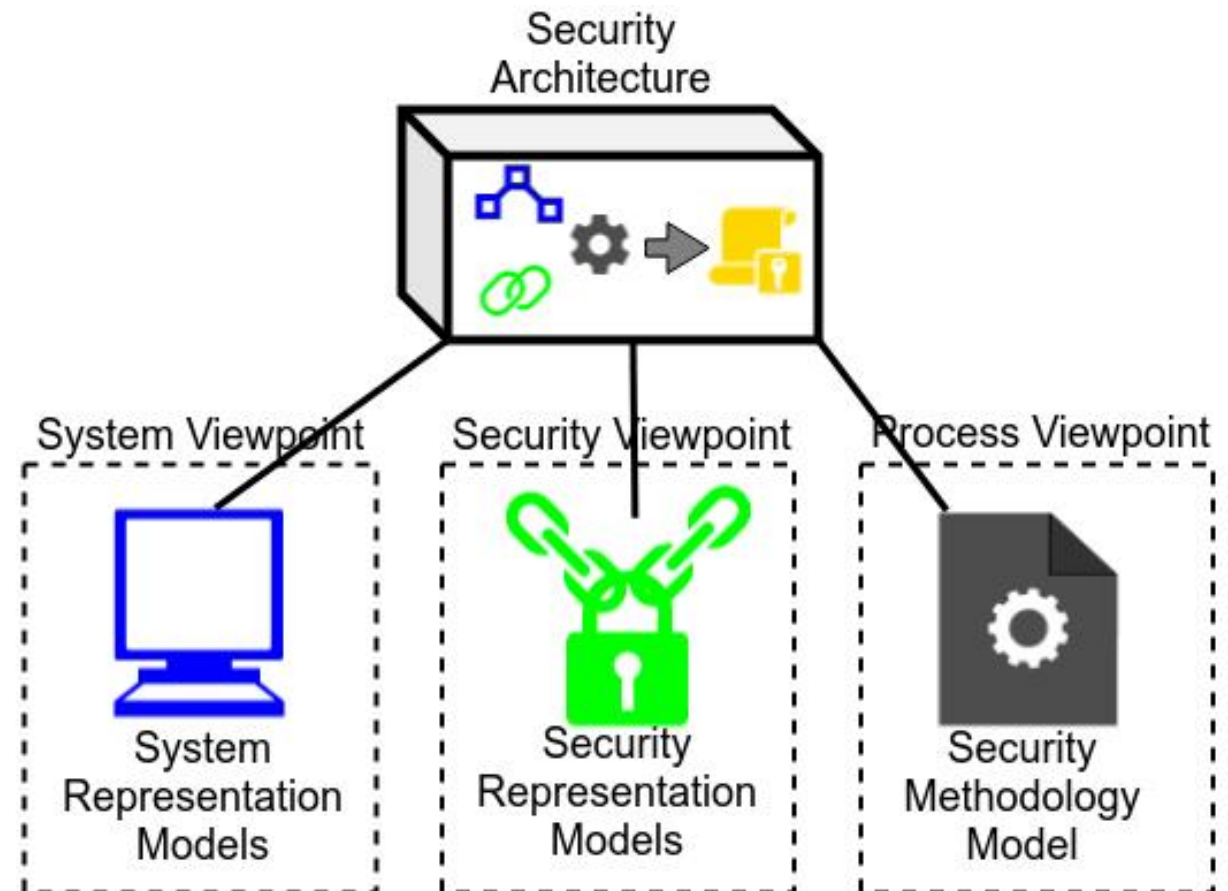 Security
Architecture
System Viewpoint
Security Viewpoint
Process Viewpoint
System
Representation
Models
Security
Representation
Models
Security
Methodology
Model